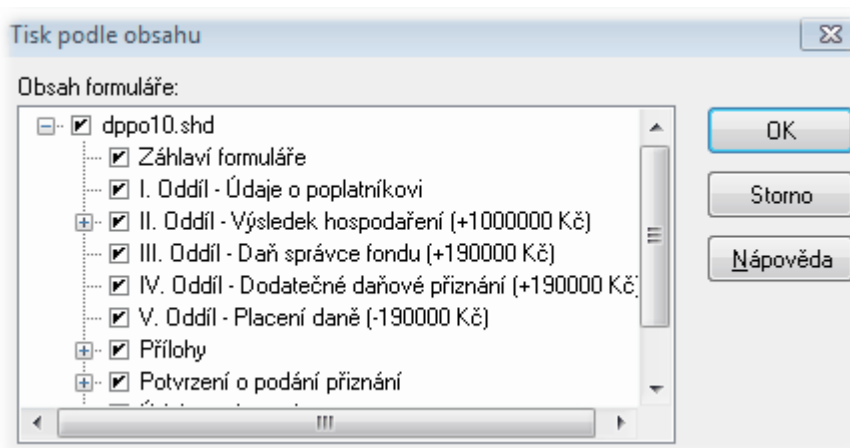 Tisk podle obsahu
Obsah formuláře:
dppo10.shd
Záhlaví formuláře
I. Oddíl - Údaje o poplatníkovi
II. Oddíl - Výsledek hospodaření (+1000000 Kč)
III. Oddíl - Daň správce fondu (+190000 Kč)
IV. Oddíl - Dodatečné daňové přiznání (+190000 Kč
V. Oddíl - Placení daně (-190000 Kč)
Přílohy
Potvrzení o podání přiznání
OK
Storno
Nápověda